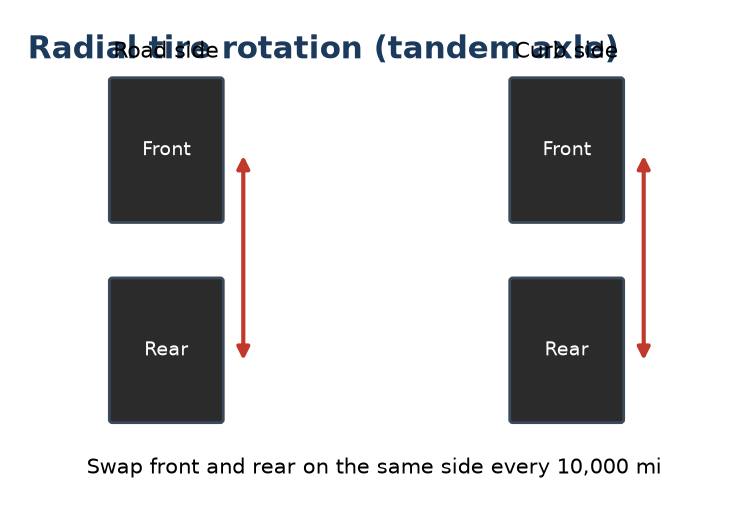 Radial tire rotation (tandem axle)
Road side
Curb side
Front
Front
Rear
Rear
Swap front and rear on the same side every 10,000 mi